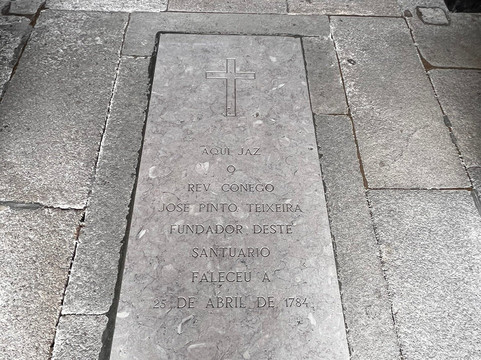 AQUI JAZ
O
REV. CONEGO
JOSE PINTO TEIXEIRA
FUNDADOR DESTE
SANTUARIO
FALECEU A
25 DE ABRIL DE 1784